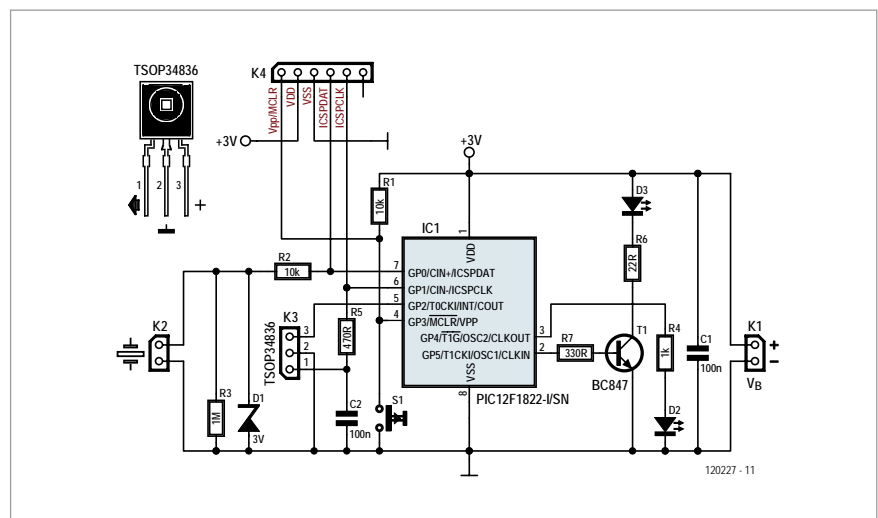 TSOP34836
1
2
3
+
K4
Vpp/MCLR
VDD
VSS
ICSPDAT
ICSPCLK
+3V
+3V
R1
10k
D3
R6
22R
IC1
1
VDD
R2
10k
7
GP0/CIN+/ICSPDAT
6
GP1/CIN-/ICSPCLK
5
GP2/T0CKI/INT/COUT
4
GP3/MCLR/VPP
GP4/T1G/OSC2/CLKOUT
3
GP5/T1CKI/OSC1/CLKIN
2
VSS
8
PIC12F1822-I/SN
K2
K3
3
2
1
TSOP34836
R5
470R
R7
330R
T1
BC847
R4
1k
C1
100n
K1
+
-
VB
R3
1M
D1
3V
C2
100n
S1
D2
120227 - 11